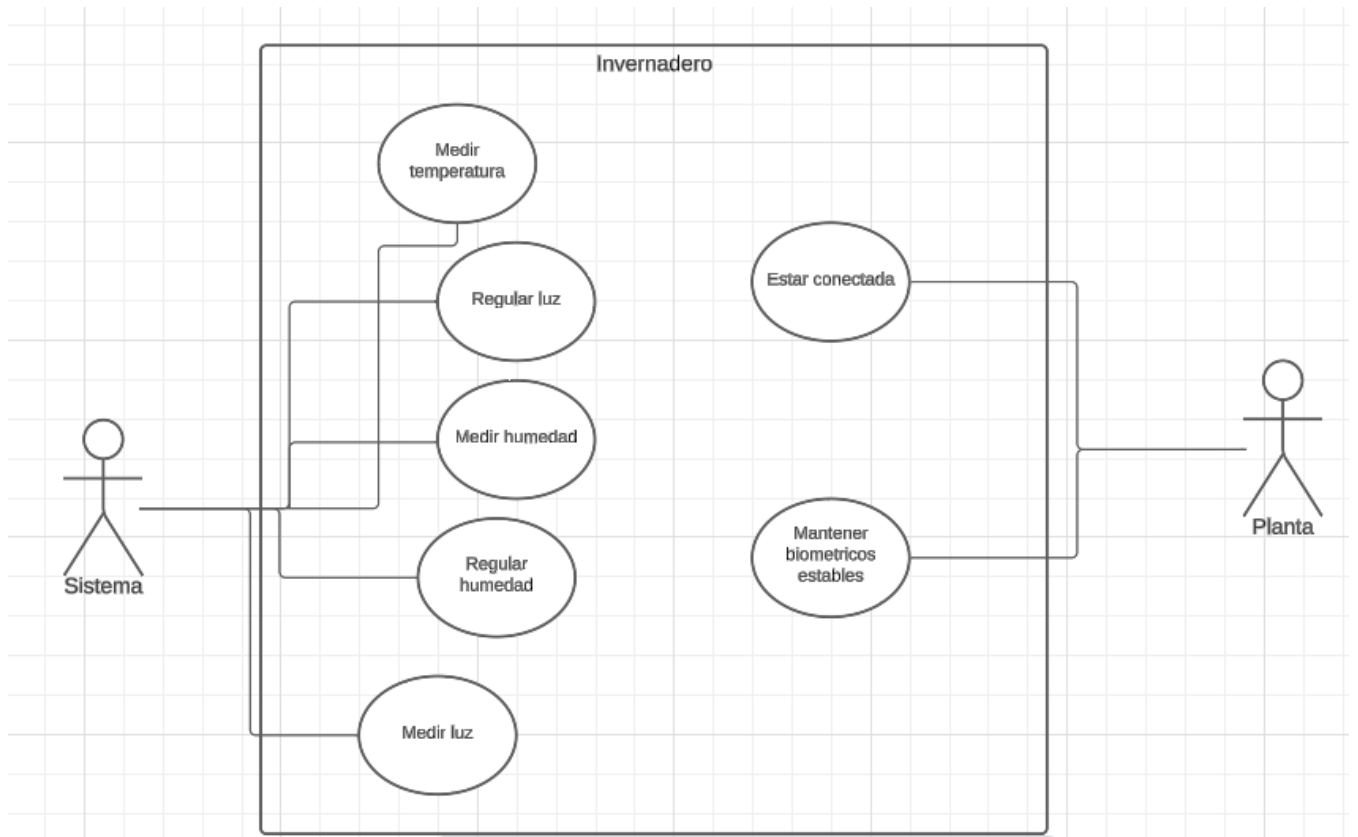 Invernadero
Medir
temperatura
Regular luz
Estar conectada
Medir humedad
Regular
humedad
Mantener
biometricos
estables
Medir luz
Sistema
Planta